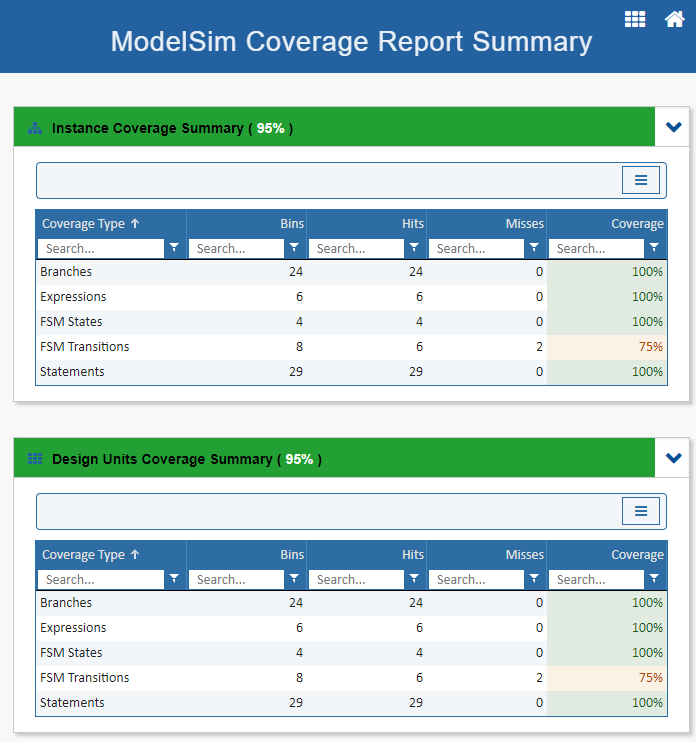 ModelSim Coverage Report Summary
Instance Coverage Summary ( 95% )
Coverage Type ↑ Bins Hits Misses Coverage
Search... Search... Search... Search... Search...
Branches 24 24 0 100%
Expressions 6 6 0 100%
FSM States 4 4 0 100%
FSM Transitions 8 6 2 75%
Statements 29 29 0 100%
Design Units Coverage Summary ( 95% )
Coverage Type ↑ Bins Hits Misses Coverage
Search... Search... Search... Search... Search...
Branches 24 24 0 100%
Expressions 6 6 0 100%
FSM States 4 4 0 100%
FSM Transitions 8 6 2 75%
Statements 29 29 0 100%